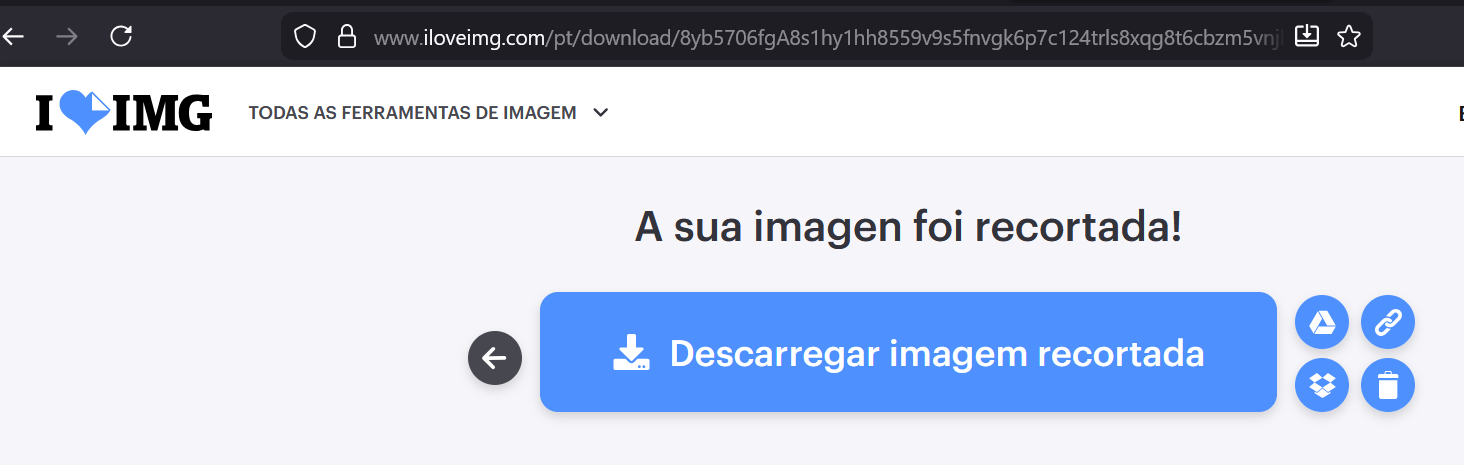 www.iloveimg.com/pt/download/8yb5706fgA8s1hy1hh8559v9s5fnvgk6p7c124trls8xqg8t6cbzm5vnj
I IMG
TODAS AS FERRAMENTAS DE IMAGEM
A sua imagen foi recortada!
Descarregar imagem recortada